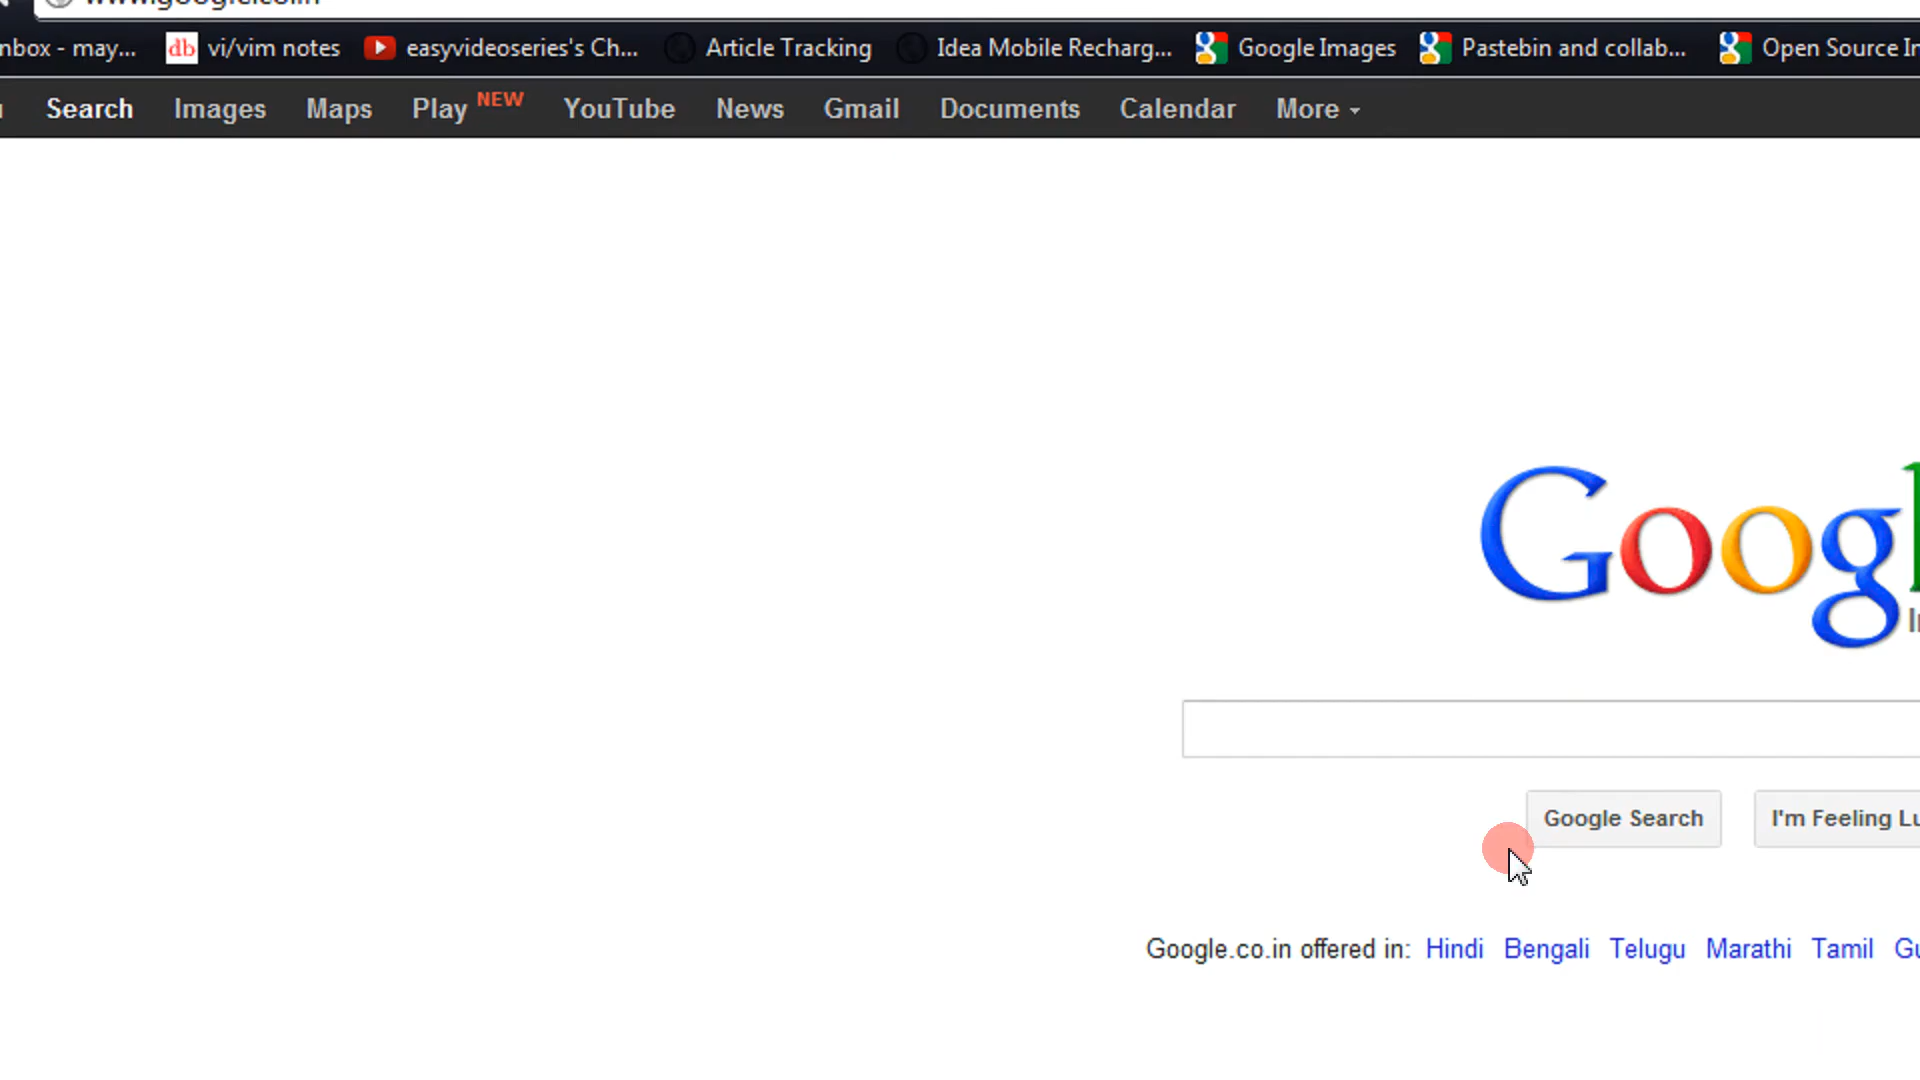 nbox - may... vi/vim notes easyvideoseries's Ch... Article Tracking Idea Mobile Recharg... Google Images Pastebin and collab... Open Source In
Search Images Maps Play NEW YouTube News Gmail Documents Calendar More
Googl
Google Search I'm Feeling Lu
Google.co.in offered in: Hindi Bengali Telugu Marathi Tamil Gu